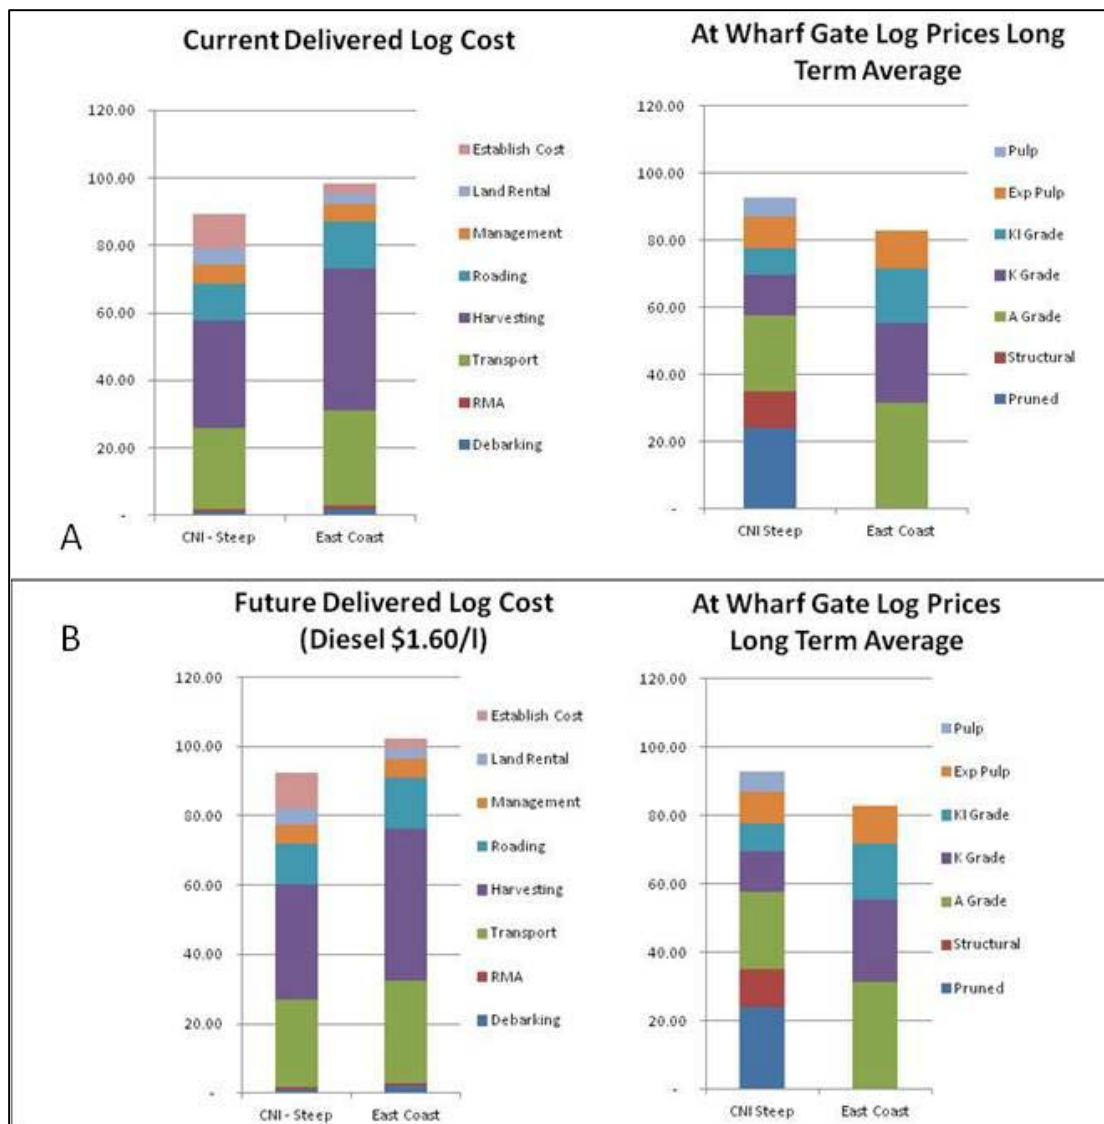 Current Delivered Log Cost
120.00
100.00
80.00
60.00
40.00
20.00
-
CNI - Steep
East Coast
Establish Cost
Land Rental
Management
Roading
Harvesting
Transport
RMA
Debarking
At Wharf Gate Log Prices Long
Term Average
120.00
100.00
80.00
60.00
40.00
20.00
-
CNI Steep
East Coast
Pulp
Exp Pulp
KI Grade
K Grade
A Grade
Structural
Pruned
A
B
Future Delivered Log Cost
(Diesel $1.60/l)
120.00
100.00
80.00
60.00
40.00
20.00
-
CNI - Steep
East Coast
Establish Cost
Land Rental
Management
Roading
Harvesting
Transport
RMA
Debarking
At Wharf Gate Log Prices
Long Term Average
120.00
100.00
80.00
60.00
40.00
20.00
-
CNI Steep
East Coast
Pulp
Exp Pulp
KI Grade
K Grade
A Grade
Structural
Pruned